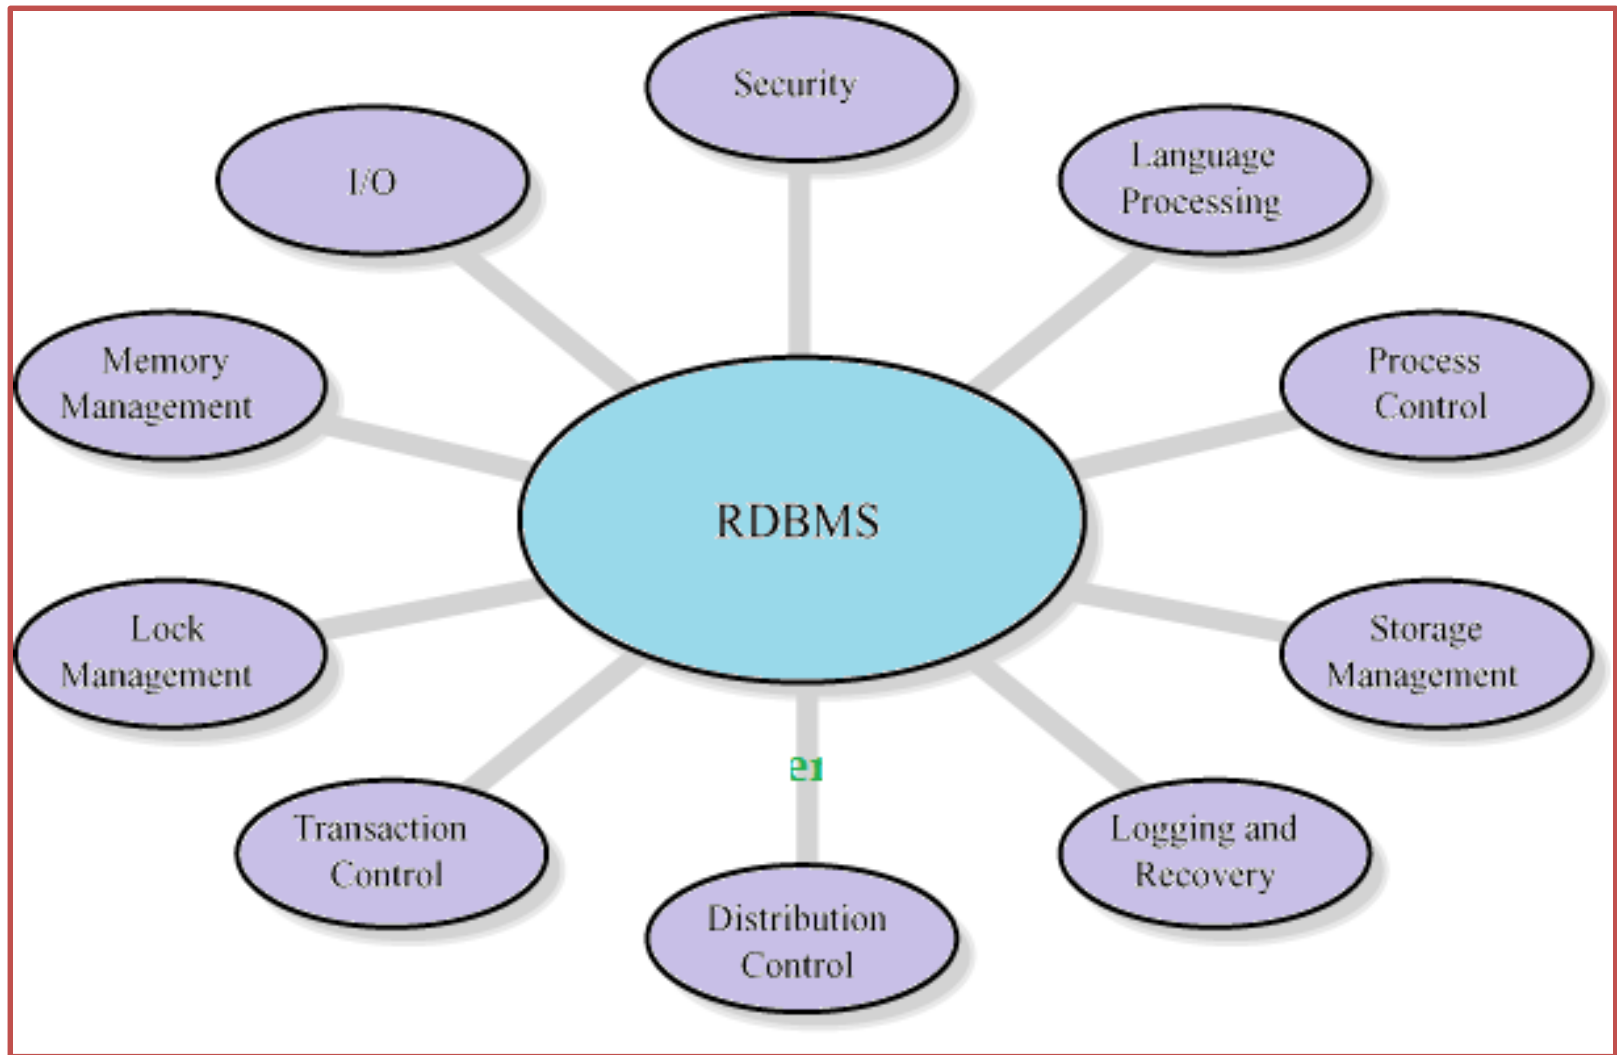 Security
I/O
Language
Processing
Memory
Management
Process
Control
RDBMS
Lock
Management
Storage
Management
er
Transaction
Control
Logging and
Recovery
Distribution
Control